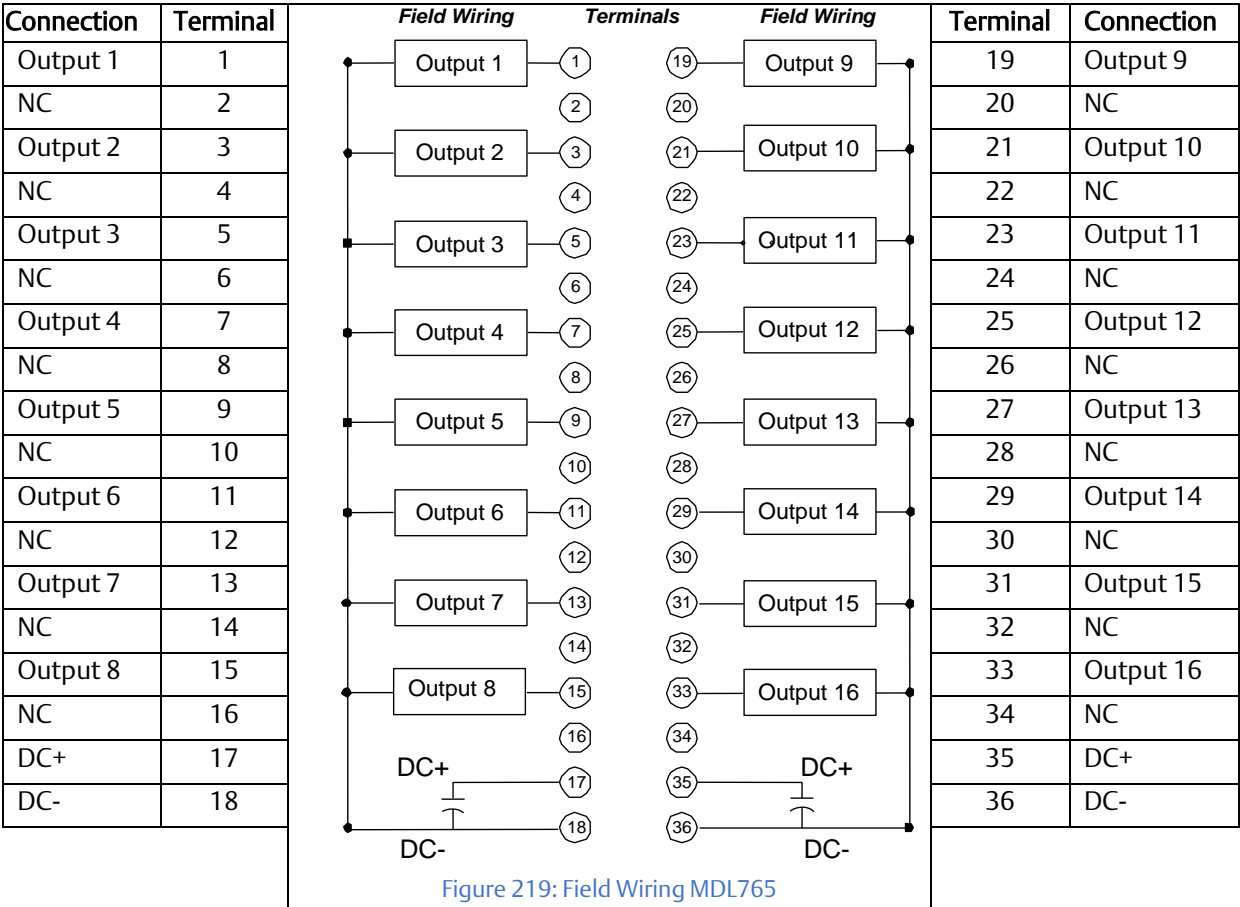 Connection Terminal Field Wiring Terminals Field Wiring Terminal Connection
Output 1 1 Output 1 1 19 Output 9 19 Output 9
NC 2 2 20 20 NC
Output 2 3 Output 2 3 21 Output 10 21 Output 10
NC 4 4 22 22 NC
Output 3 5 Output 3 5 23 Output 11 23 Output 11
NC 6 6 24 24 NC
Output 4 7 Output 4 7 25 Output 12 25 Output 12
NC 8 8 26 26 NC
Output 5 9 Output 5 9 27 Output 13 27 Output 13
NC 10 10 28 28 NC
Output 6 11 Output 6 11 29 Output 14 29 Output 14
NC 12 12 30 30 NC
Output 7 13 Output 7 13 31 Output 15 31 Output 15
NC 14 14 32 32 NC
Output 8 15 Output 8 15 33 Output 16 33 Output 16
NC 16 16 34 34 NC
DC+ 17 DC+ 17 35 DC+ 35 DC+
DC- 18 18 36 36 DC-
DC- DC-
Figure 219: Field Wiring MDL765